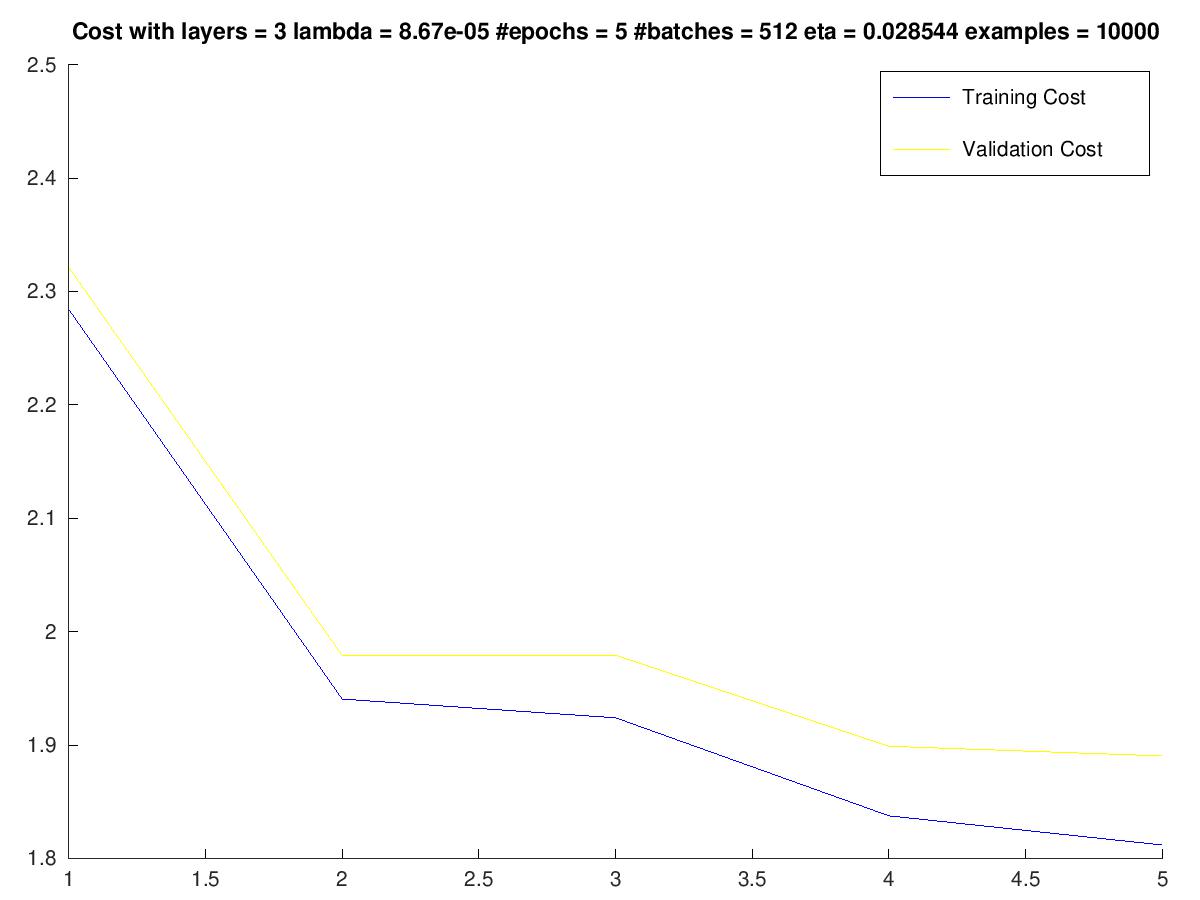 Cost with layers = 3 lambda = 8.67e-05 #epochs = 5 #batches = 512 eta = 0.028544 examples = 10000
2.5
Training Cost
Validation Cost
2.4
2.3
2.2
2.1
2
1.9
1.8
1 1.5 2 2.5 3 3.5 4 4.5 5